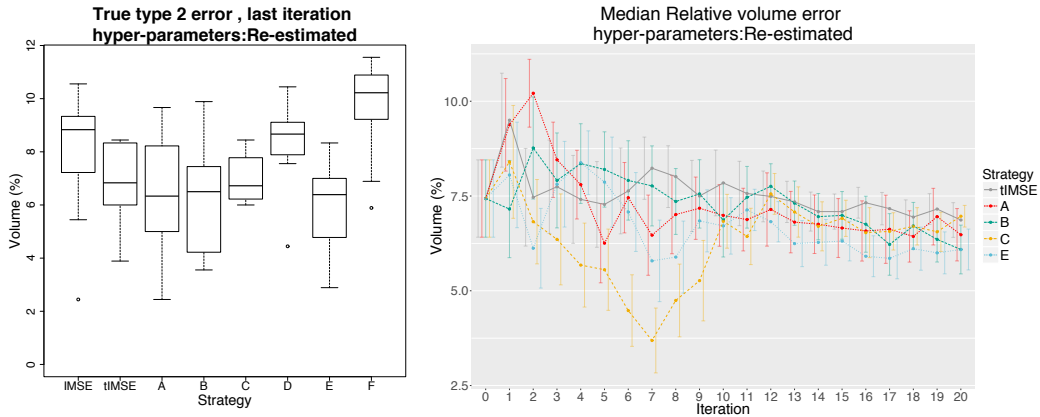 True type 2 error , last iteration
hyper-parameters:Re-estimated
Volume (%)
12
10
8
6
4
2
0
IMSE tIMSE A B C D E F
Strategy
Median Relative volume error
hyper-parameters:Re-estimated
Volume (%)
10.0
7.5
5.0
2.5
0 1 2 3 4 5 6 7 8 9 10 11 12 13 14 15 16 17 18 19 20
Iteration
Strategy
tIMSE
A
B
C
E